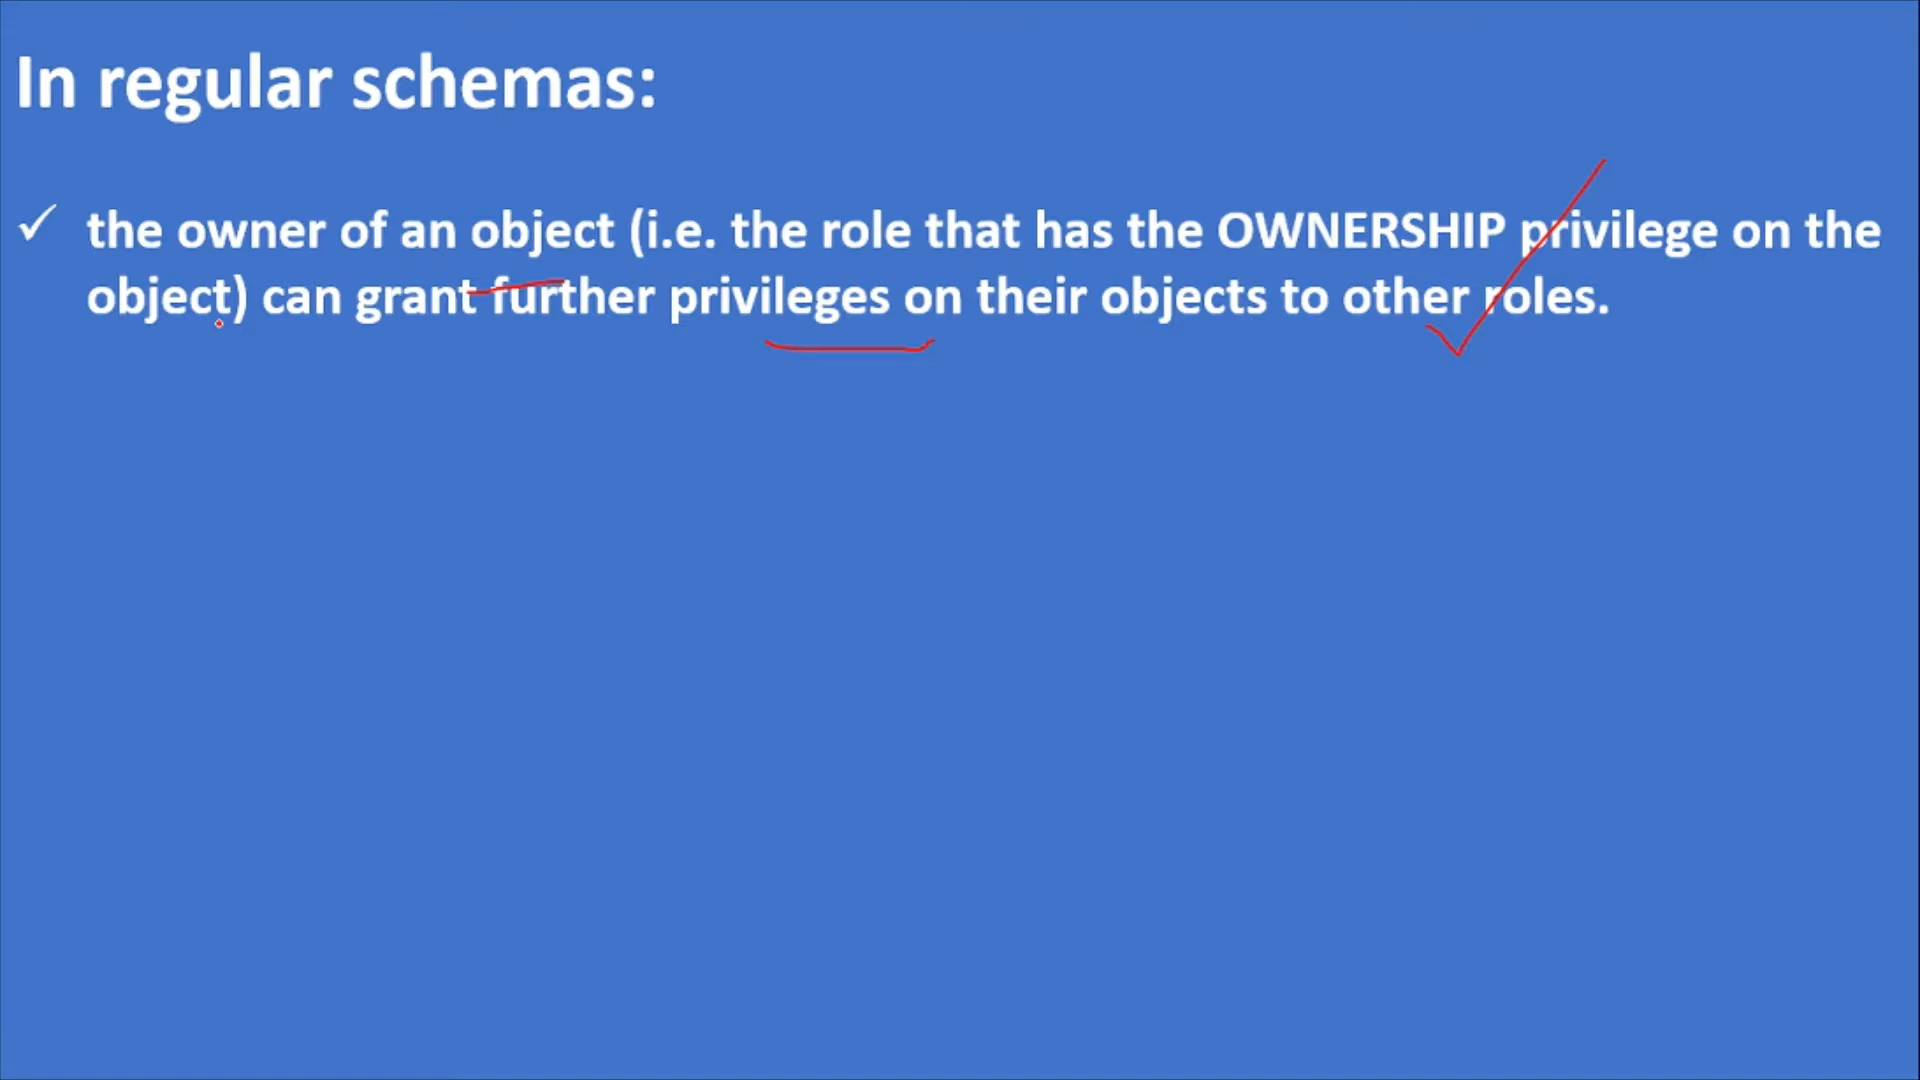 In regular schemas:
✓ the owner of an object (i.e. the role that has the OWNERSHIP privilege on the
object) can grant further privileges on their objects to other roles.